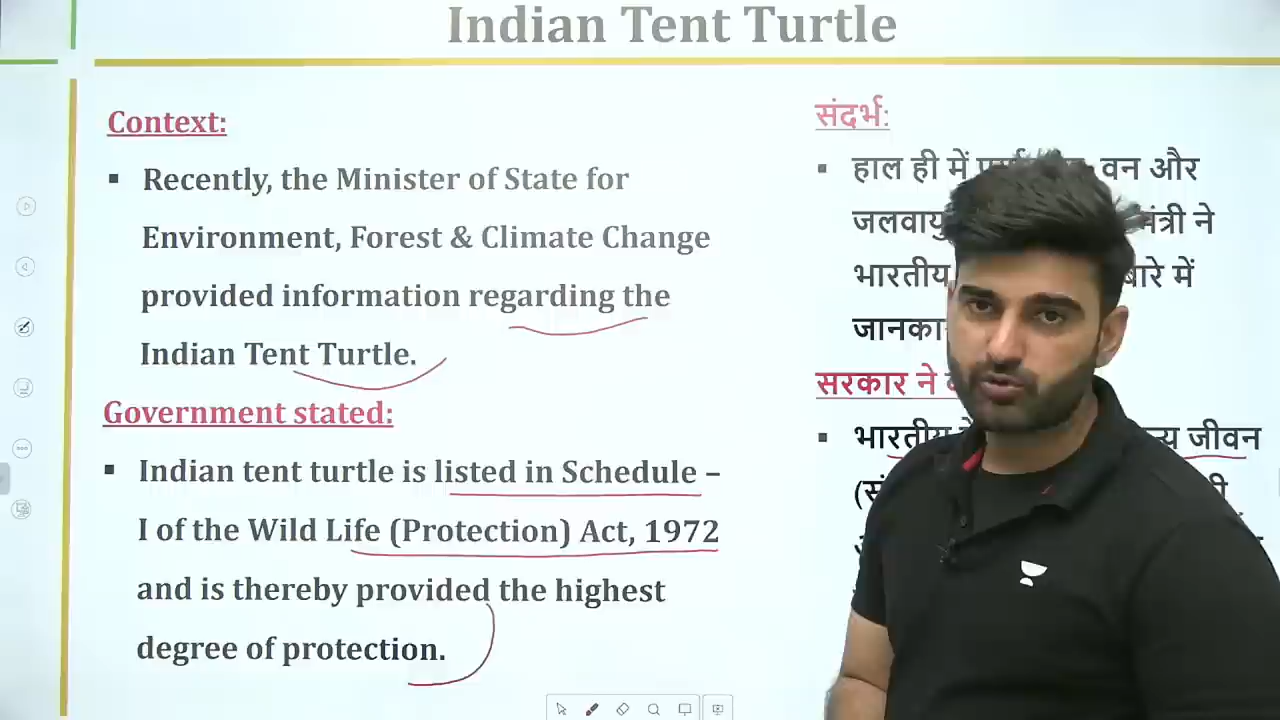 Indian Tent Turtle
Context:
▪ Recently, the Minister of State for
Environment, Forest & Climate Change
provided information regarding the
Indian Tent Turtle.
Government stated:
▪ Indian tent turtle is listed in Schedule –
I of the Wild Life (Protection) Act, 1972
and is thereby provided the highest
degree of protection.
संदर्भ:
▪ हाल ही में वन और
ने
भारतीय बारे में
सरकार ने
▪ भारतीय जीवन